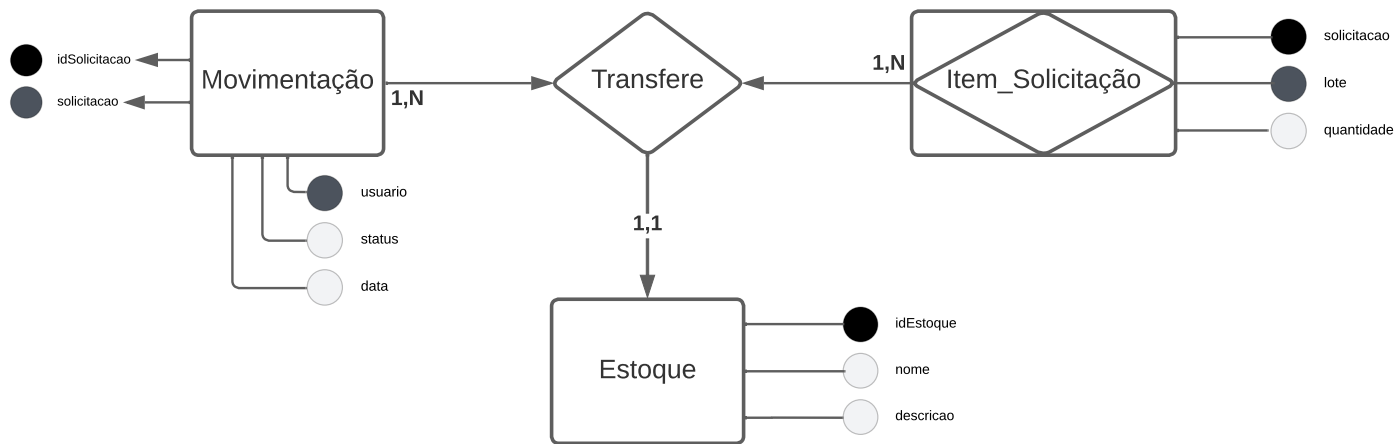 idSolicitacao
solicitacao
Movimentação
1,N
usuario
status
data
Transfere
1,N
Item_Solicitação
solicitacao
lote
quantidade
1,1
Estoque
idEstoque
nome
descricao